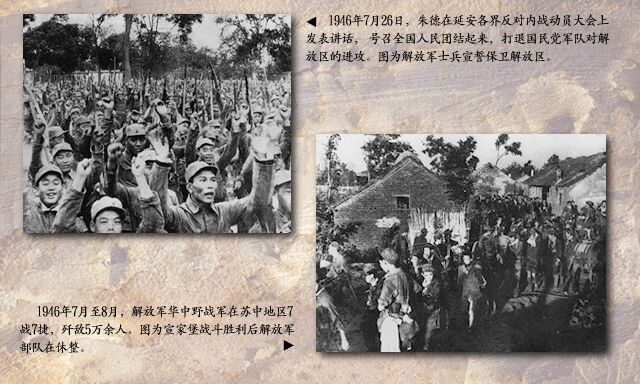 ◀ 1946年7月26日，朱德在延安各界反对内战动员大会上
发表讲话，号召全国人民团结起来，打退国民党军队对解
放区的进攻。图为解放军士兵宣誓保卫解放区。
1946年7月至8月，解放军华中野战军在苏中地区7
战7捷，歼敌5万余人。图为宣家堡战斗胜利后解放军
部队在休整。 ▶